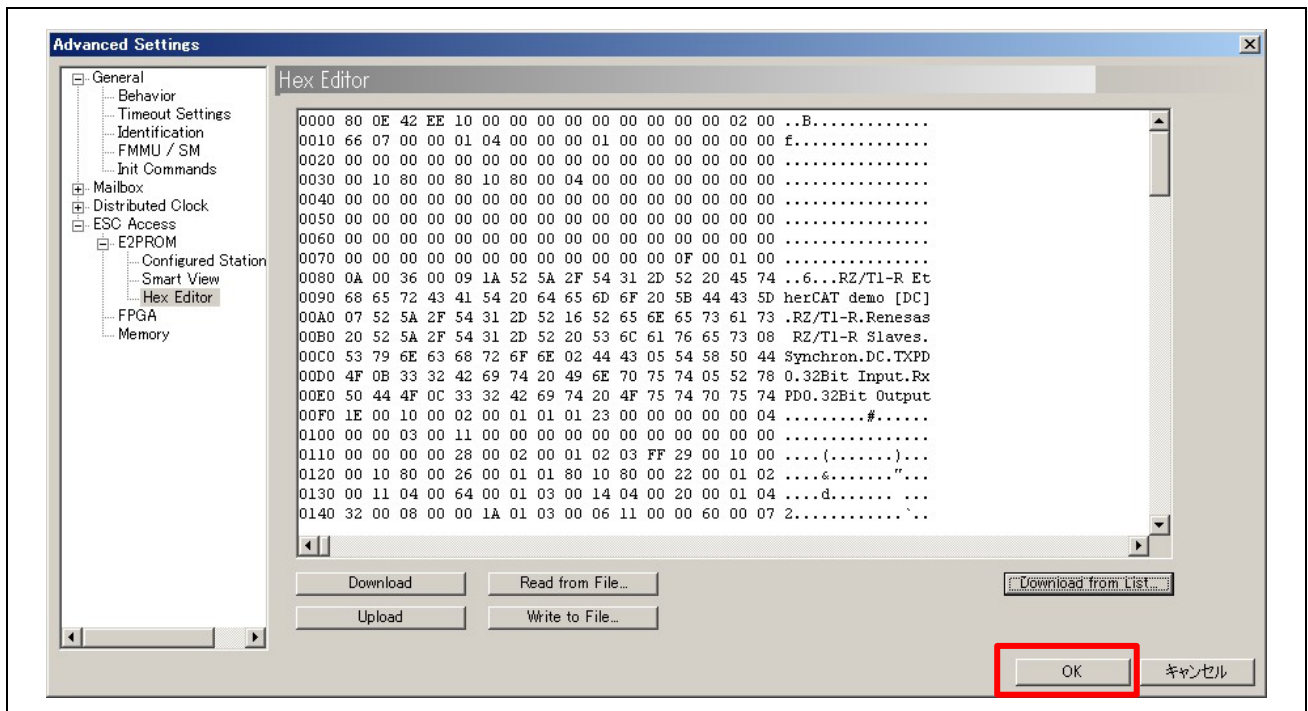 Advanced Settings
General
Behavior
Timeout Settings
Identification
FMMU / SM
Init Commands
Mailbox
Distributed Clock
ESC Access
E2PROM
Configured Station
Smart View
Hex Editor
FPGA
Memory
Hex Editor
0000 80 0E 42 EE 10 00 00 00 00 00 00 00 00 00 02 00 ..B.............
0010 66 07 00 00 01 04 00 00 00 01 00 00 00 00 00 00 f...............
0020 00 00 00 00 00 00 00 00 00 00 00 00 00 00 00 00 ................
0030 00 10 80 00 80 10 80 00 04 00 00 00 00 00 00 00 ................
0040 00 00 00 00 00 00 00 00 00 00 00 00 00 00 00 00 ................
0050 00 00 00 00 00 00 00 00 00 00 00 00 00 00 00 00 ................
0060 00 00 00 00 00 00 00 00 00 00 00 00 00 00 00 00 ................
0070 00 00 00 00 00 00 00 00 00 00 00 00 0F 00 01 00 ................
0080 0A 00 36 00 09 1A 52 5A 2F 54 31 2D 52 20 45 74 ..6...RZ/T1-R Et
0090 68 65 72 43 41 54 20 64 65 6D 6F 20 5B 44 43 5D herCAT demo [DC]
00A0 07 52 5A 2F 54 31 2D 52 16 52 65 6E 65 73 61 73 .RZ/T1-R.Renesas
00B0 20 52 5A 2F 54 31 2D 52 20 53 6C 61 76 65 73 08  RZ/T1-R Slaves.
00C0 53 79 6E 63 68 72 6F 6E 02 44 43 05 54 58 50 44 Synchron.DC.TXPD
00D0 4F 0B 33 32 42 69 74 20 49 6E 70 75 74 05 52 78 O.32Bit Input.Rx
00E0 50 44 4F 0C 33 32 42 69 74 20 4F 75 74 70 75 74 PDO.32Bit Output
00F0 1E 00 10 00 02 00 01 01 01 23 00 00 00 00 00 04 .........#......
0100 00 00 03 00 11 00 00 00 00 00 00 00 00 00 00 00 ................
0110 00 00 00 00 28 00 02 00 01 02 03 FF 29 00 10 00 ....(.......)...
0120 00 10 80 00 26 00 01 01 80 10 80 00 22 00 01 02 ....&......."...
0130 00 11 04 00 64 00 01 03 00 14 04 00 20 00 01 04 ....d....... ...
0140 32 00 08 00 00 1A 01 03 00 06 11 00 00 60 00 07 2............`..
Download
Read from File...
Download from List...
Upload
Write to File...
OK
キャンセル